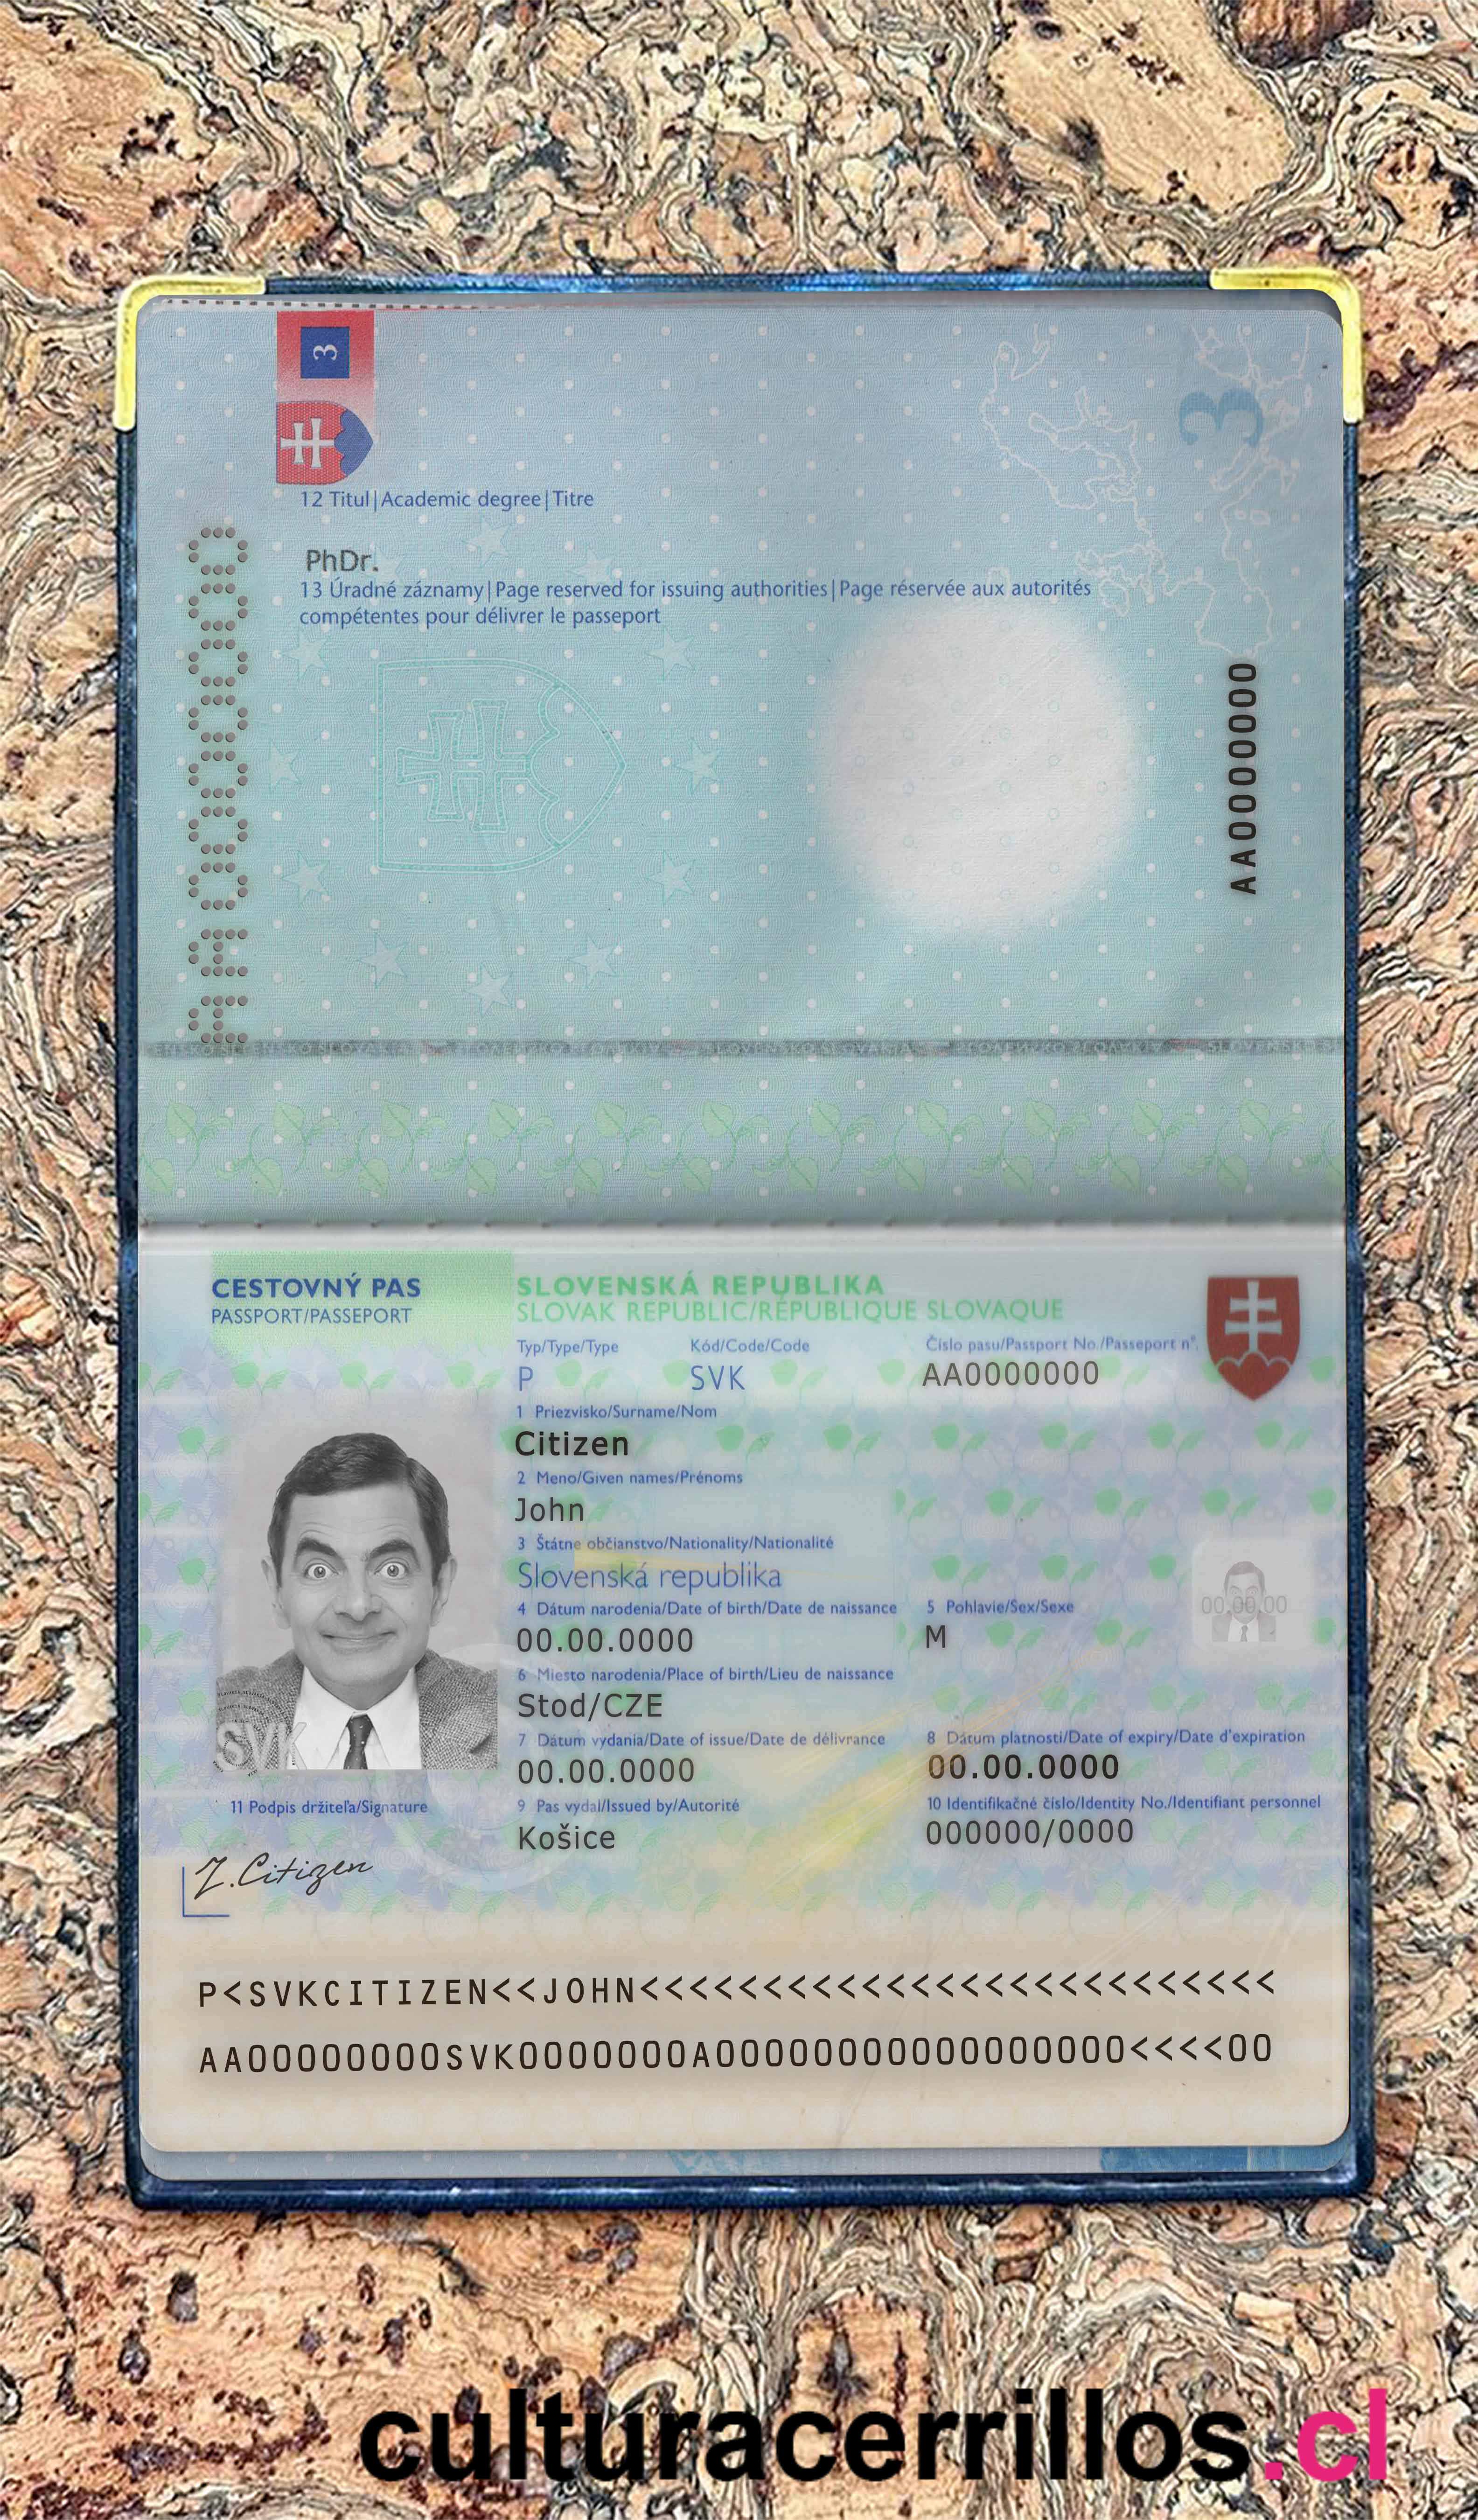 3
3
12 Titul|Academic degree|Titre
PhDr.
13 Úradné záznamy|Page reserved for issuing authorities|Page réservée aux autorités
compétentes pour délivrer le passeport
AA0000000
AA0000000
CESTOVNÝ PAS
PASSPORT/PASSEPORT
SLOVENSKÁ REPUBLIKA
SLOVAK REPUBLIC/RÉPUBLIQUE SLOVAQUE
Typ/Type/Type Kód/Code/Code Číslo pasu/Passport No./Passeport n°.
P SVK AA0000000
1 Priezvisko/Surname/Nom
Citizen
2 Meno/Given names/Prénoms
John
3 Štátne občianstvo/Nationality/Nationalité
Slovenská republika
4 Dátum narodenia/Date of birth/Date de naissance 5 Pohlavie/Sex/Sexe
00.00.0000 M
00.00.00
6 Miesto narodenia/Place of birth/Lieu de naissance
Stod/CZE
7 Dátum vydania/Date of issue/Date de délivrance 8 Dátum platnosti/Date of expiry/Date d'expiration
00.00.0000 00.00.0000
SVK
11 Podpis držiteľa/Signature 9 Pas vydal/Issued by/Autorité 10 Identifikačné číslo/Identity No./Identifiant personnel
Košice 000000/0000
J.Citizen
P<SVKCITIZEN<<JOHN<<<<<<<<<<<<<<<<<<<<<<<<<<
AA00000000SVK0000000A00000000000000000<<<<00
culturacerrillos.cl